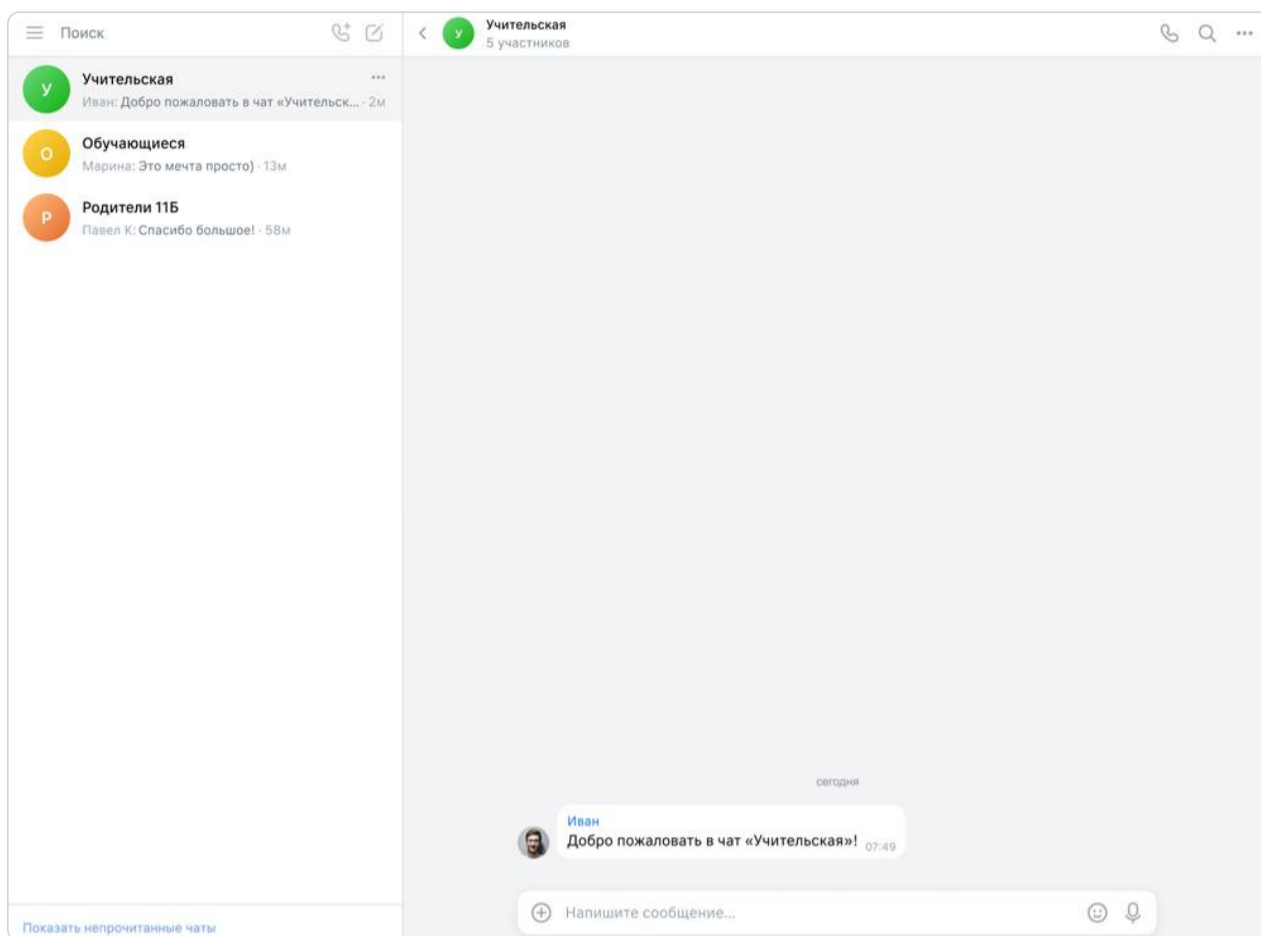 Поиск
У
Учительская
Иван: Добро пожаловать в чат «Учительск... · 2м
О
Обучающиеся
Марина: Это мечта просто) · 13м
Р
Родители 11Б
Павел К: Спасибо большое! · 58м
Показать непрочитанные чаты
У
Учительская
5 участников
сегодня
Иван
Добро пожаловать в чат «Учительская»! 07:49
Напишите сообщение...